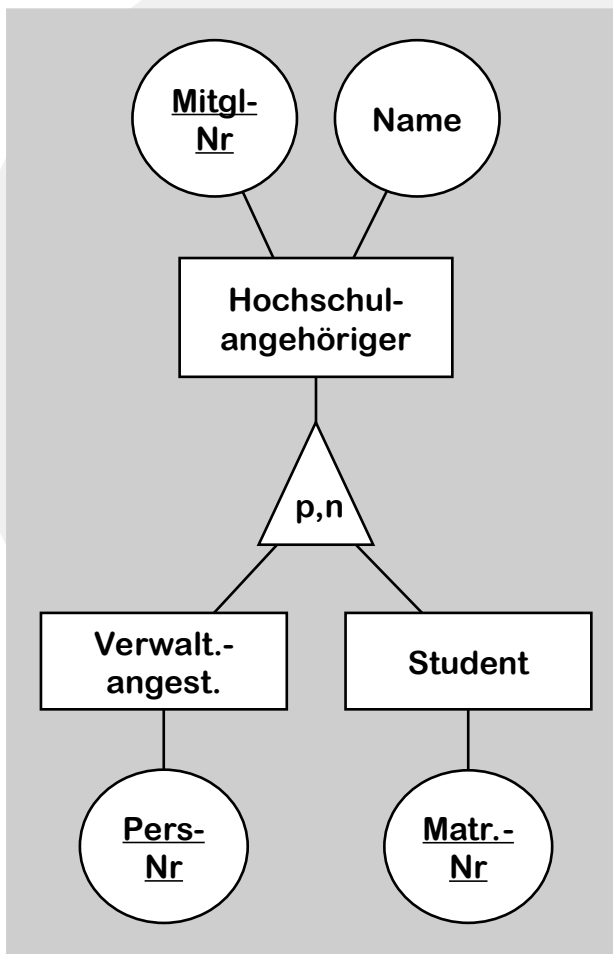 Mitgl-
Nr
Name
Hochschul-
angehöriger
p,n
Verwalt.-
angest.
Student
Pers-
Nr
Matr.-
Nr